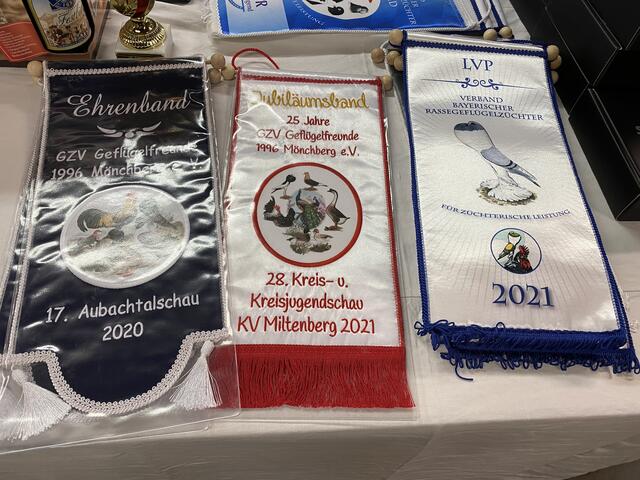 Ehrenband
GZV Geflügelfreunde
1996 Mönchberg e.V.
17. Aubachtalschau
2020
Jubiläumsband
25 Jahre
GZV Geflügelfreunde
1996 Mönchberg e.V.
28. Kreis- u.
Kreisjugendschau
KV Miltenberg 2021
LVP
VERBAND
BAYERISCHER
RASSEGEFLÜGELZÜCHTER
FÜR ZÜCHTERISCHE LEISTUNG
2021